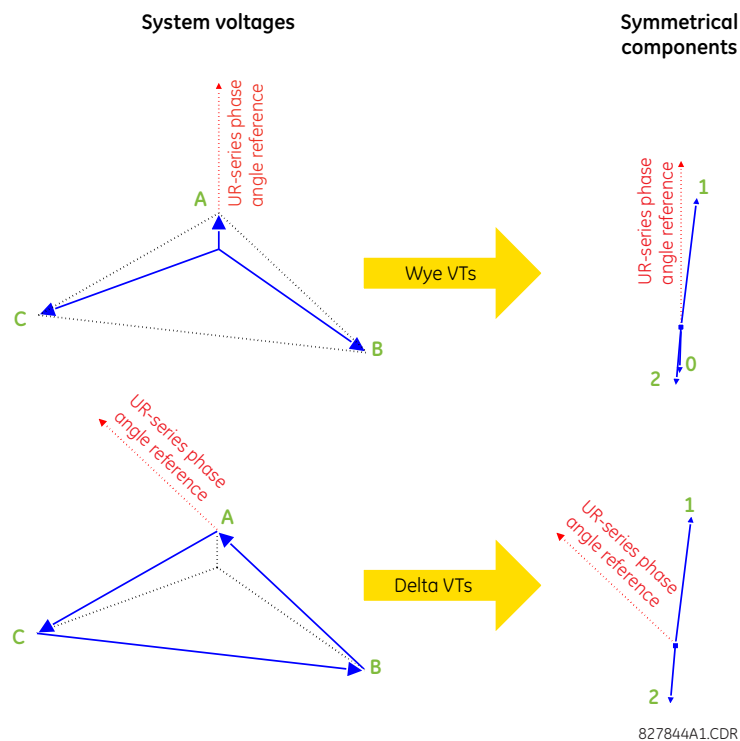 System voltages
Symmetrical
components
UR-series phase
angle reference
A
C
B
Wye VTs
UR-series phase
angle reference
1
2
0
UR-series phase
angle reference
A
C
B
Delta VTs
UR-series phase
angle reference
1
2
827844A1.CDR